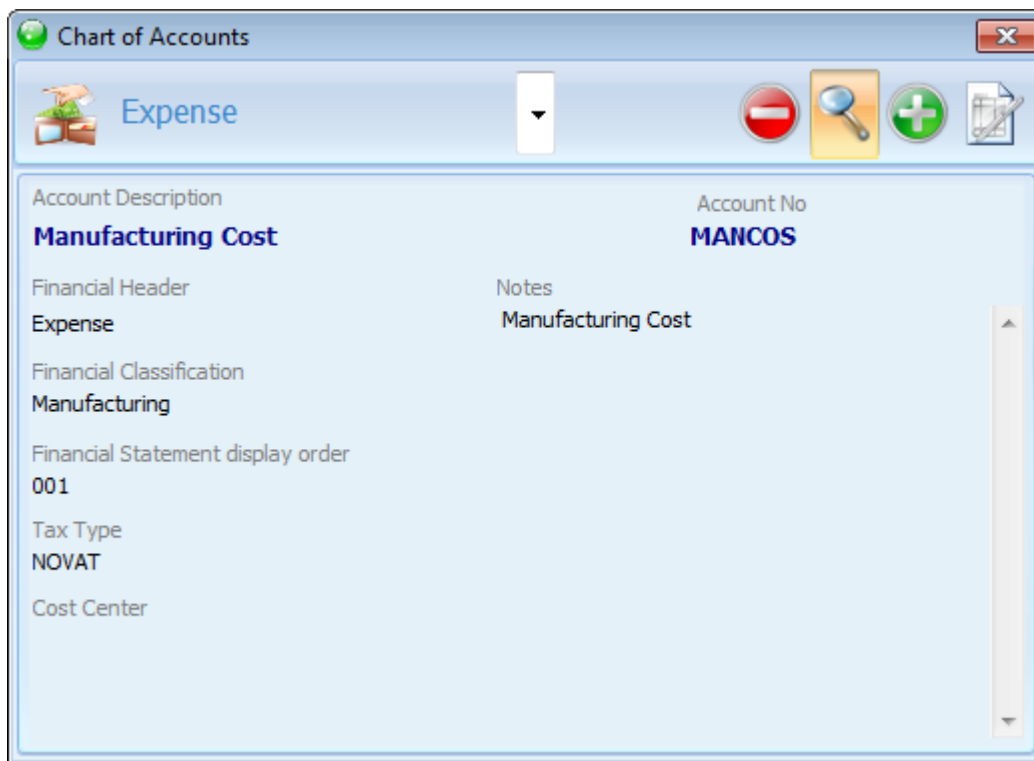 Chart of Accounts
Expense
Account Description
Account No
Manufacturing Cost
MANCOS
Financial Header
Notes
Expense
Manufacturing Cost
Financial Classification
Manufacturing
Financial Statement display order
001
Tax Type
NOVAT
Cost Center